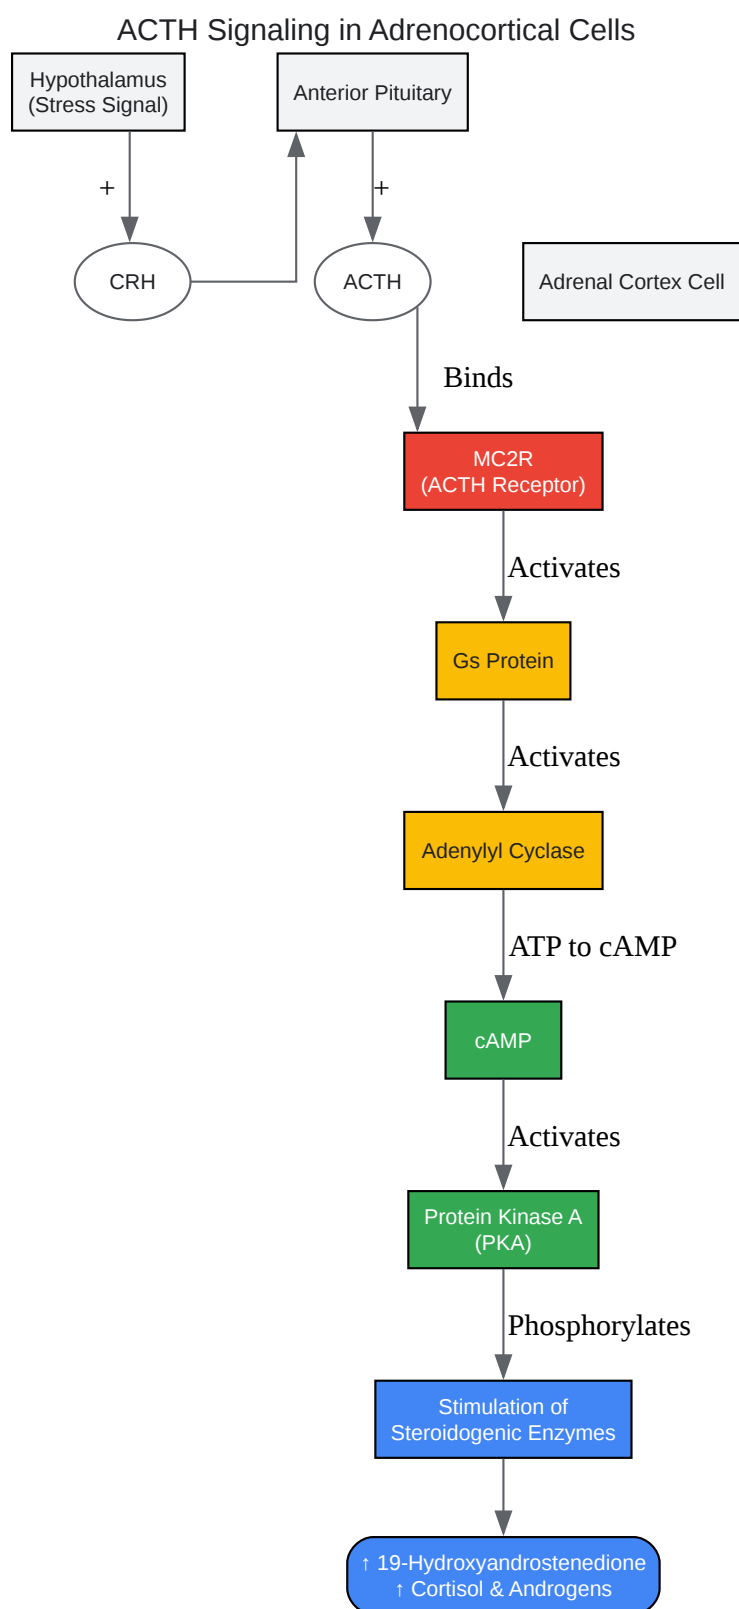 ACTH Signaling in Adrenocortical Cells
Hypothalamus
(Stress Signal)
Anterior Pituitary
+
+
CRH
ACTH
Adrenal Cortex Cell
Binds
MC2R
(ACTH Receptor)
Activates
Gs Protein
Activates
Adenylyl Cyclase
ATP to cAMP
cAMP
Activates
Protein Kinase A
(PKA)
Phosphorylates
Stimulation of
Steroidogenic Enzymes
↑ 19-Hydroxyandrostenedione
↑ Cortisol & Androgens